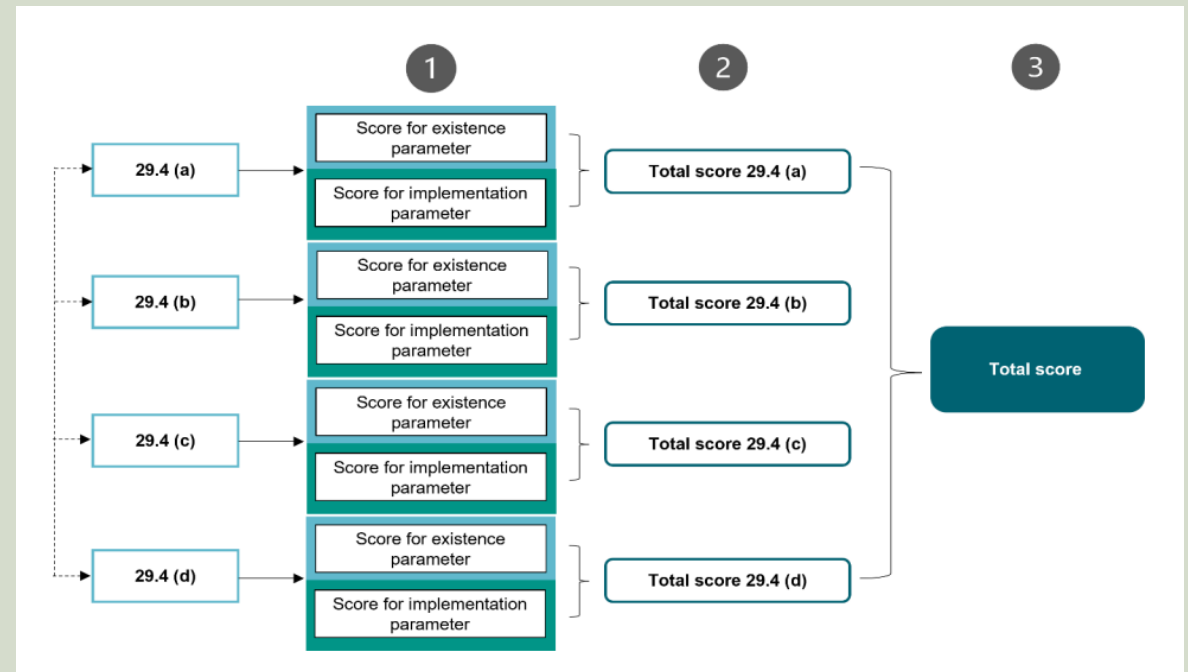 1
2
3
29.4 (a)
Score for existence
parameter
Score for implementation
parameter
Total score 29.4 (a)
29.4 (b)
Score for existence
parameter
Score for implementation
parameter
Total score 29.4 (b)
Total score
29.4 (c)
Score for existence
parameter
Score for implementation
parameter
Total score 29.4 (c)
29.4 (d)
Score for existence
parameter
Score for implementation
parameter
Total score 29.4 (d)